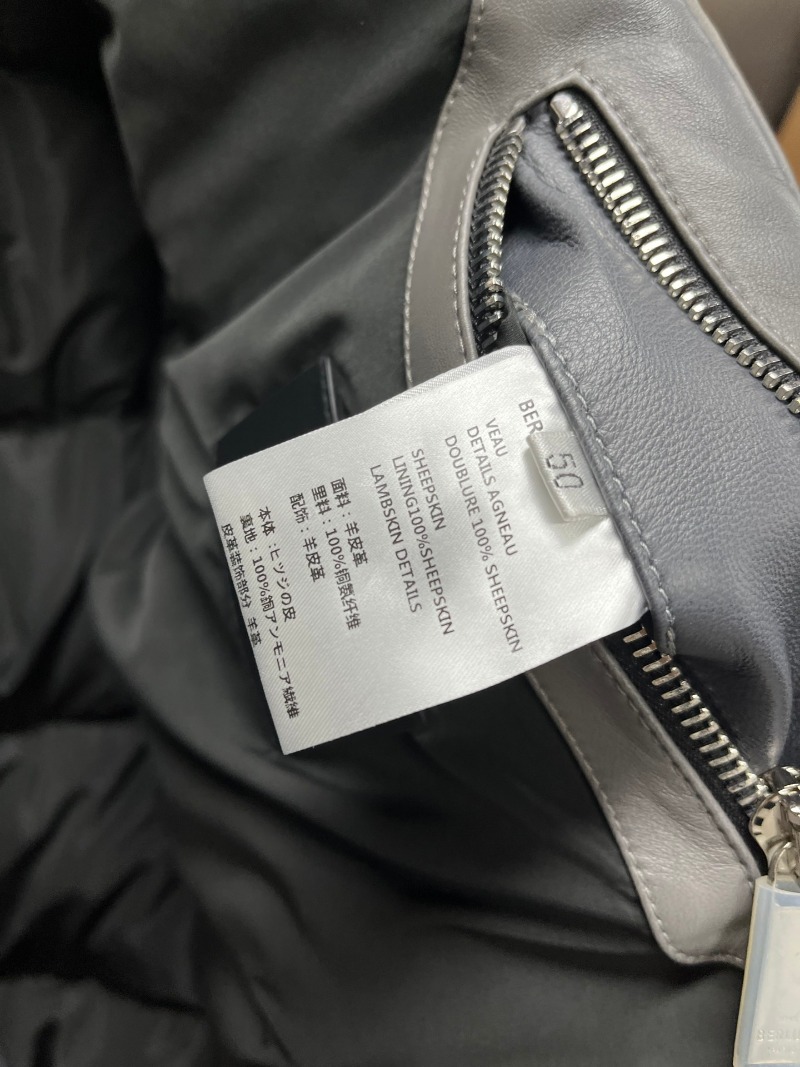 BER
50
VEAU
DETAILS AGNEAU
DOUBLURE 100% SHEEPSKIN
SHEEPSKIN
LINING100%SHEEPSKIN
LAMBSKIN DETAILS
面料：羊皮革
里料：100%铜氨纤维
配饰：羊皮革
本体：ヒツジの皮
裏地：100%銅アンモニア繊維
皮革装饰部分 羊革